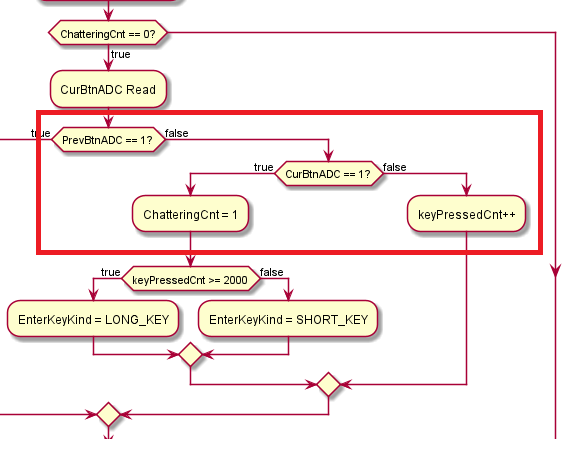 ChatteringCnt == 0?
true
CurBtnADC Read
true
PrevBtnADC == 1?
false
true
CurBtnADC == 1?
false
ChatteringCnt = 1
keyPressedCnt++
true
keyPressedCnt >= 2000
false
EnterKeyKind = LONG_KEY
EnterKeyKind = SHORT_KEY